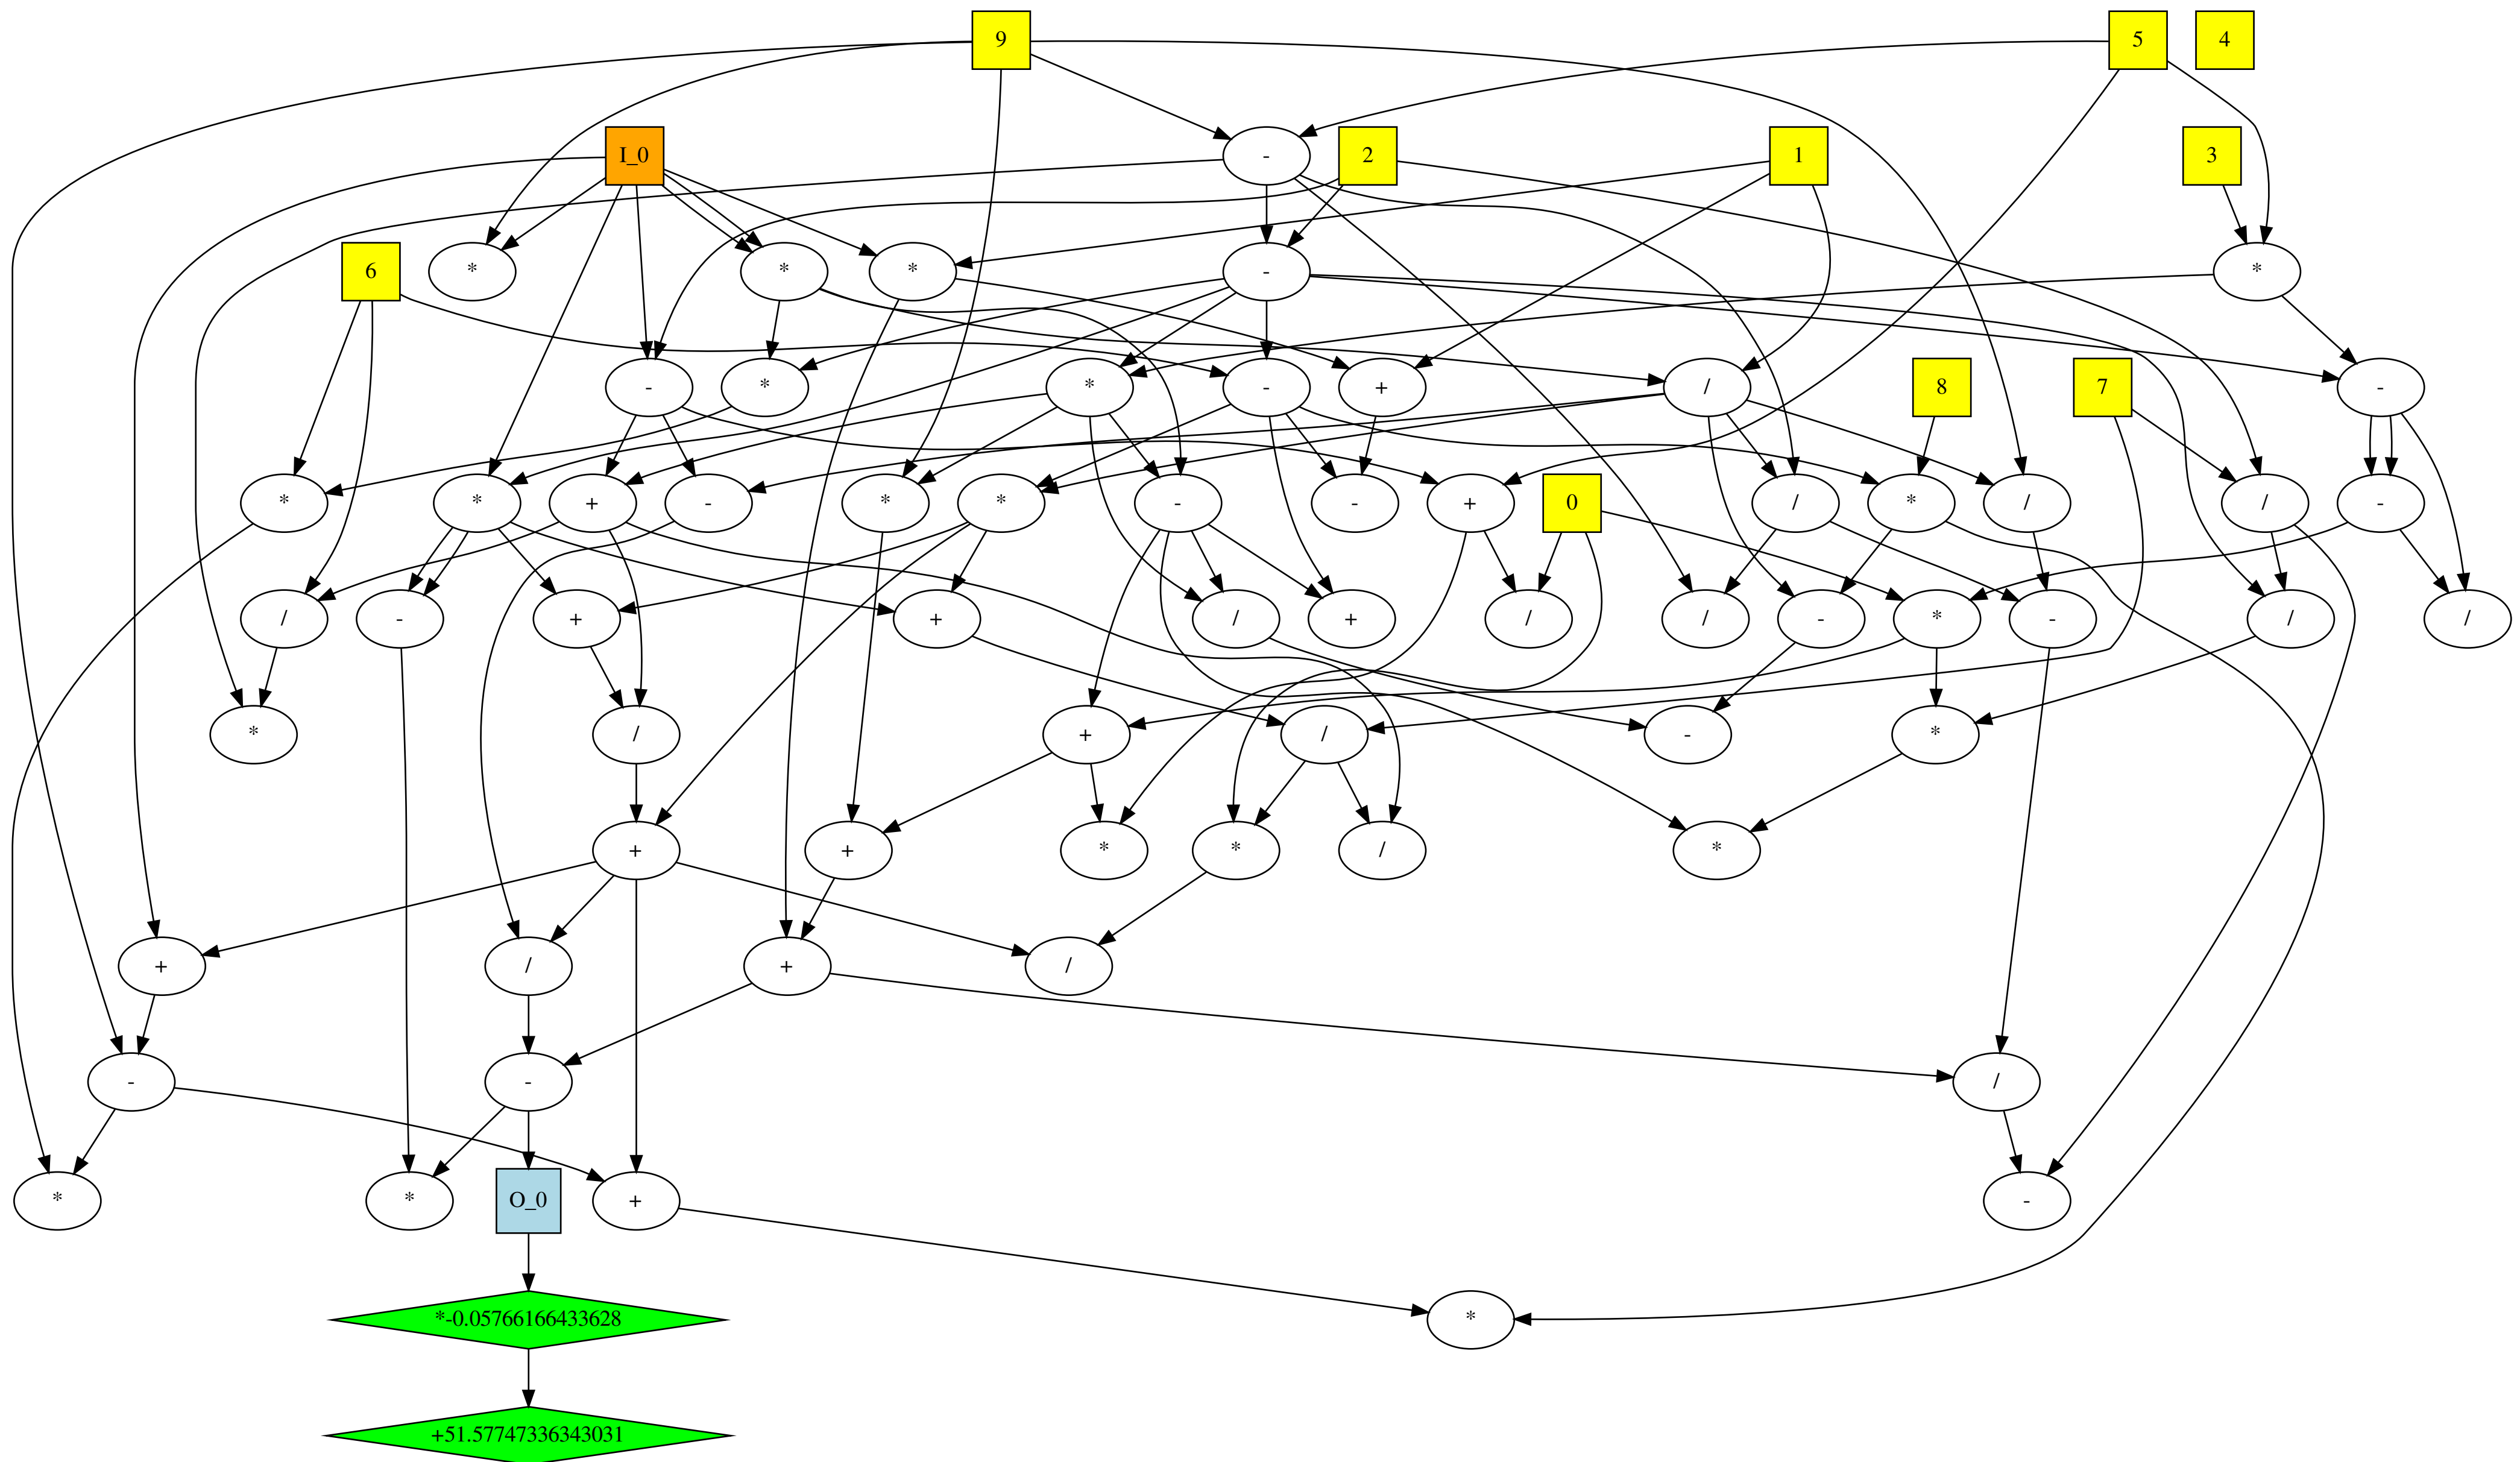 9 5 4
I_0 2 1 3
-
6 * * * - *
- * * - + / 8 7 -
* * + - * * - - + 0 / * / / -
/ - + + / + / / - * - / /
* / + / - *
+ + * * / *
+ / + /
- - /
* * O_0 + -
*-0.05766166433628 *
+51.57747336343031